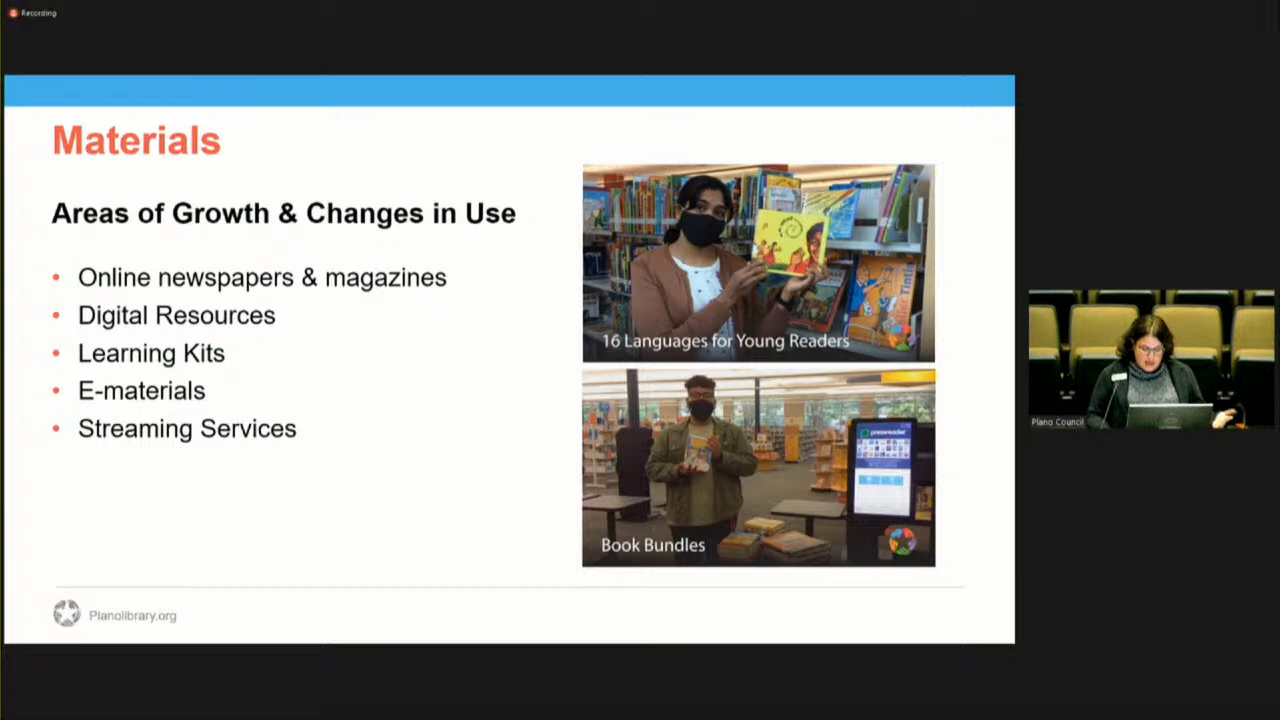 Recording
Materials
Areas of Growth & Changes in Use
• Online newspapers & magazines
• Digital Resources
• Learning Kits
• E-materials
• Streaming Services
16 Languages for Young Readers
pressreader
Book Bundles
Planolibrary.org
Plano Council